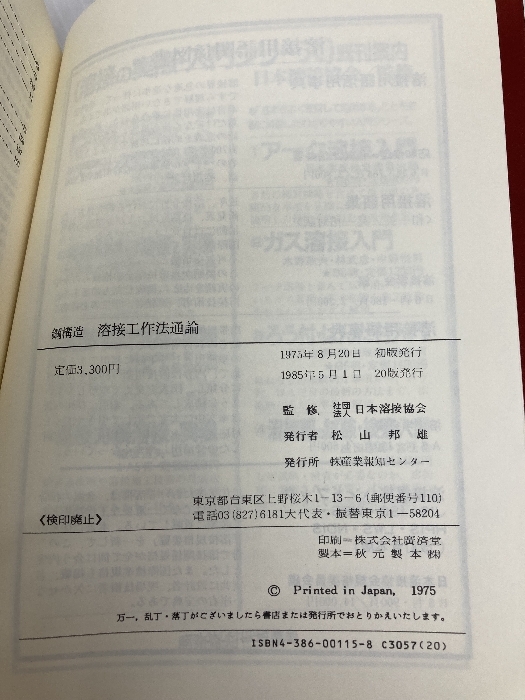 鋼構造 溶接工作法通論
定価3,300円
1975年8月20日 初版発行
1985年5月1日 20版発行
監修 社団法人 日本溶接協会
発行者 松山邦雄
発行所 ㈱産業報知センター
〈検印廃止〉
東京都台東区上野桜木1-13-6(郵便番号110)
電話03(827)6181大代表・振替東京1-58204
印刷=株式会社廣済堂
製本=秋元製本㈱
© Printed in Japan, 1975
万一,乱丁・落丁がございましたら書店または発行所でおとりかえいたします。
ISBN4-386-00115-8 C3057(20)